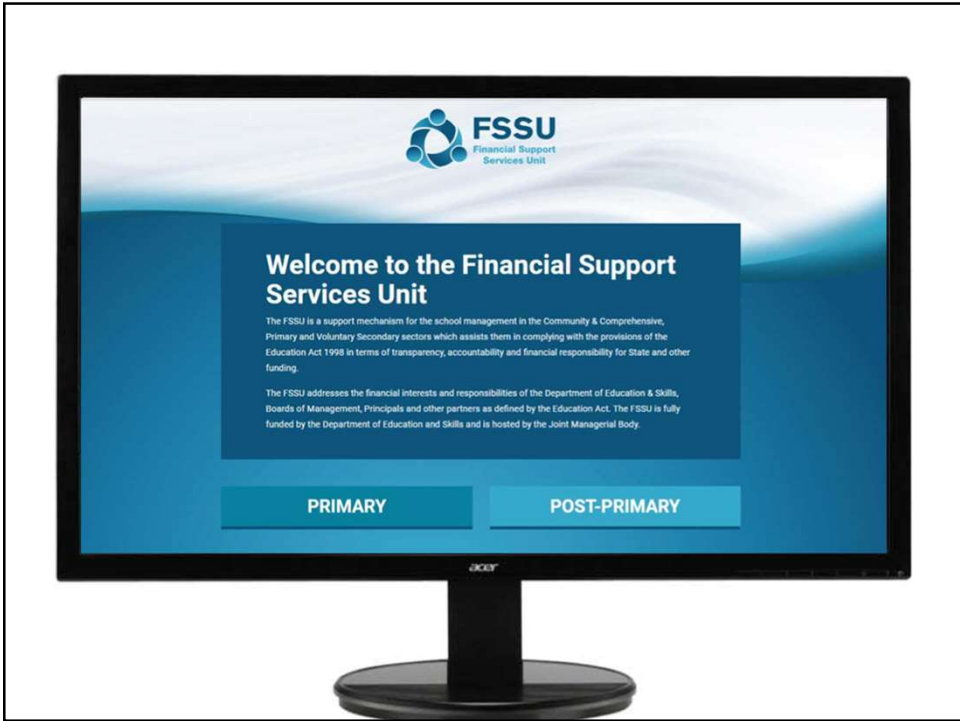 FSSU
Financial Support
Services Unit
Welcome to the Financial Support
Services Unit
The FSSU is a support mechanism for the school management in the Community & Comprehensive,
Primary and Voluntary Secondary sectors which assists them in complying with the provisions of the
Education Act 1998 in terms of transparency, accountability and financial responsibility for State and other
funding.
The FSSU addresses the financial interests and responsibilities of the Department of Education & Skills,
Boards of Management, Principals and other partners as defined by the Education Act. The FSSU is fully
funded by the Department of Education and Skills and is hosted by the Joint Managerial Body.
PRIMARY
POST-PRIMARY
acer